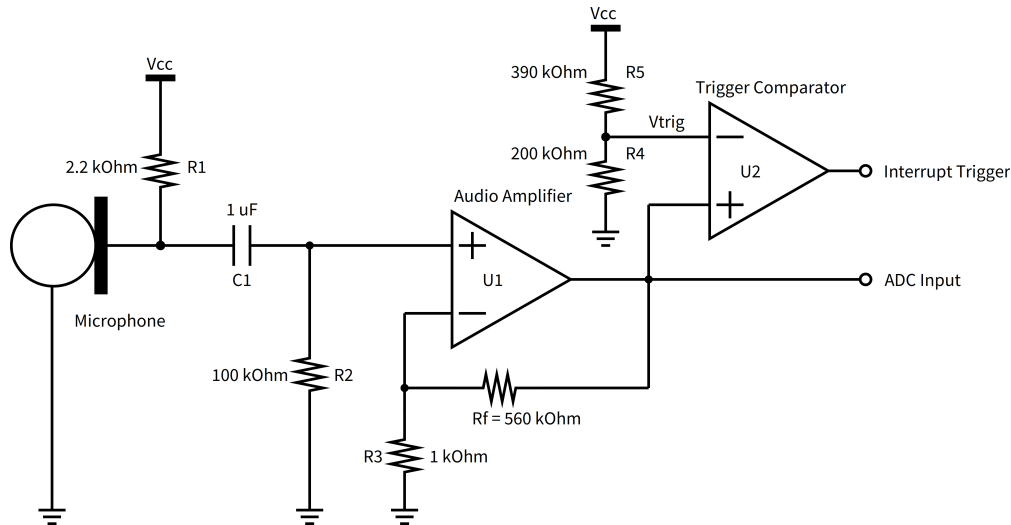 Vcc
390 kOhm R5
Trigger Comparator
Vcc
Vtrig
2.2 kOhm R1
200 kOhm R4
U2
Interrupt Trigger
Audio Amplifier
1 uF
C1
U1
ADC Input
Microphone
100 kOhm R2
Rf = 560 kOhm
R3 1 kOhm